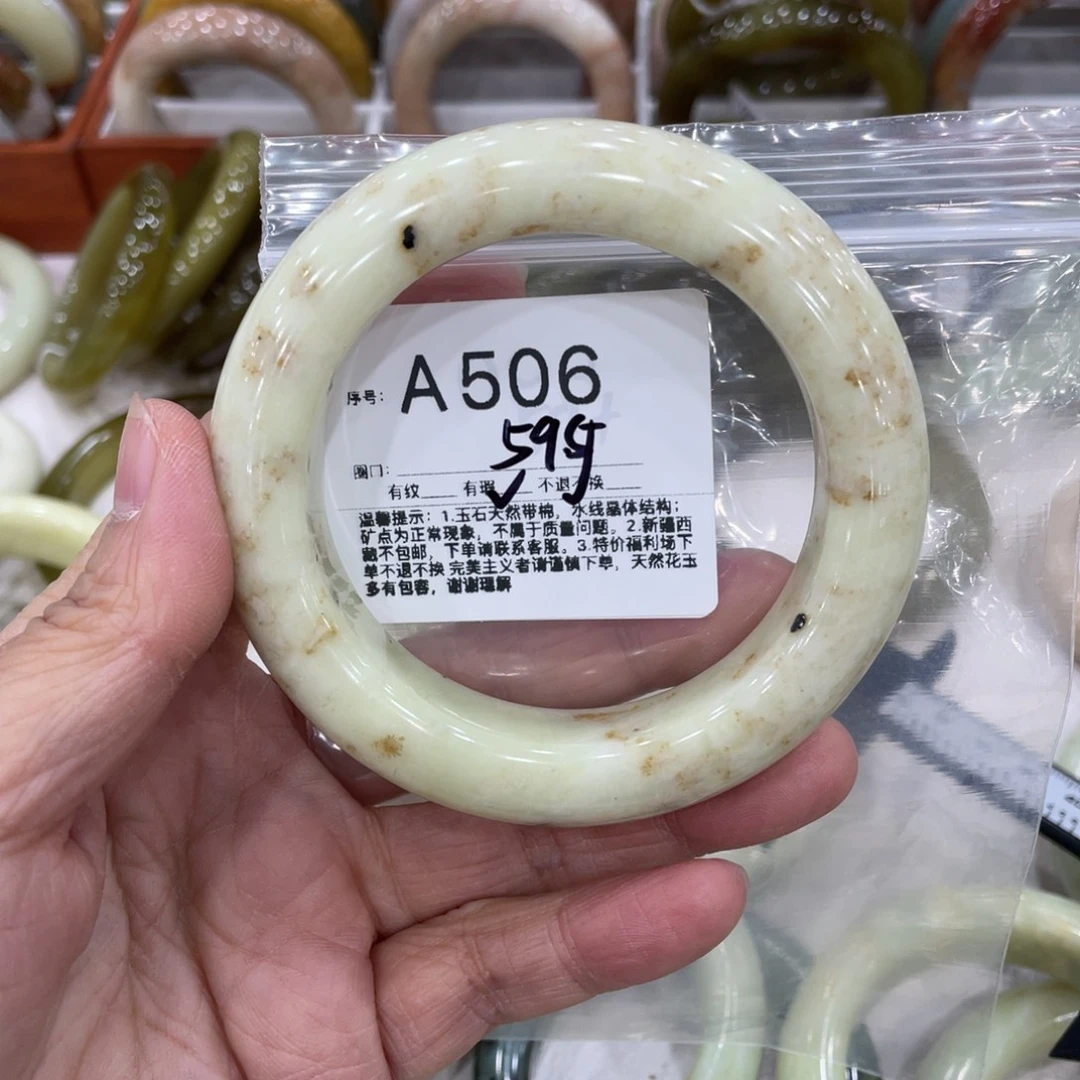 序号: A506
圈口: 59
有纹 有瑕 不退换
温馨提示: 1.玉石天然带棉, 水线晶体结构;
矿点为正常现象, 不属于质量问题。2.新疆西
藏不包邮, 下单请联系客服。3.特价福利场下
单不退不换 完美主义者请谨慎下单, 天然花玉
多有包容, 谢谢理解